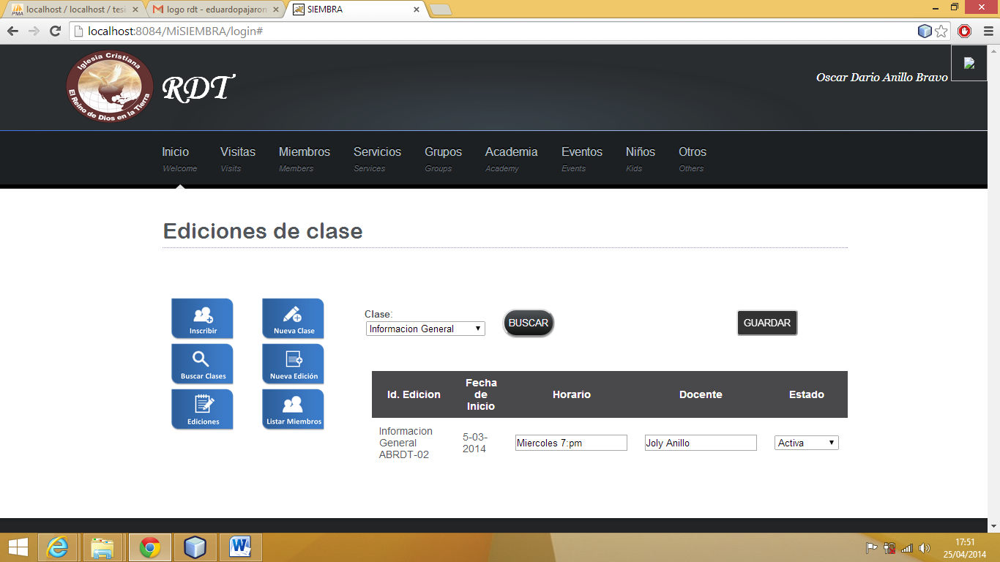 localhost / localhost / tesi
logo rdt - eduardopajaron
SIEMBRA
localhost:8084/MiSIEMBRA/login#
Iglesia Cristiana
El Reino de Dios en la Tierra
RDT
Oscar Dario Anillo Bravo
Inicio Visitas Miembros Servicios Grupos Academia Eventos Niños Otros
Welcome Visits Members Services Groups Academy Events Kids Others
Ediciones de clase
Inscribir Nueva Clase
Buscar Clases Nueva Edición
Ediciones Listar Miembros
Clase:
Informacion General BUSCAR GUARDAR
Id. Edicion Fecha de Inicio Horario Docente Estado
Informacion
General
ABRDT-02
5-03-
2014
Miercoles 7:pm Joly Anillo Activa
17:51
25/04/2014